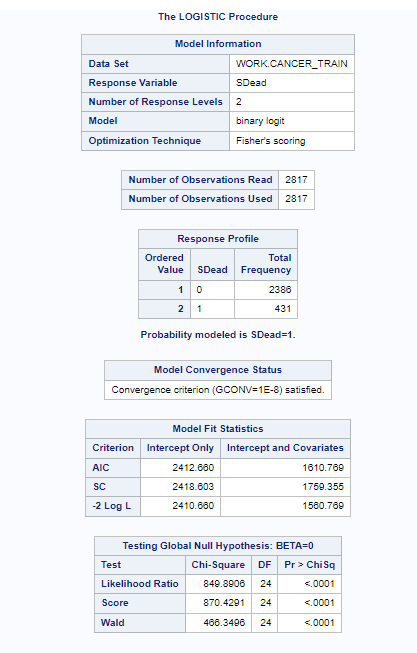 The LOGISTIC Procedure
Model Information
Data Set WORK.CANCER_TRAIN
Response Variable SDead
Number of Response Levels 2
Model binary logit
Optimization Technique Fisher's scoring
Number of Observations Read 2817
Number of Observations Used 2817
Response Profile
Ordered Value SDead Total Frequency
1 0 2386
2 1 431
Probability modeled is SDead=1.
Model Convergence Status
Convergence criterion (GCONV=1E-8) satisfied.
Model Fit Statistics
Criterion Intercept Only Intercept and Covariates
AIC 2412.660 1610.769
SC 2418.603 1759.355
-2 Log L 2410.660 1560.769
Testing Global Null Hypothesis: BETA=0
Test Chi-Square DF Pr > ChiSq
Likelihood Ratio 849.8906 24 <.0001
Score 870.4291 24 <.0001
Wald 466.3496 24 <.0001